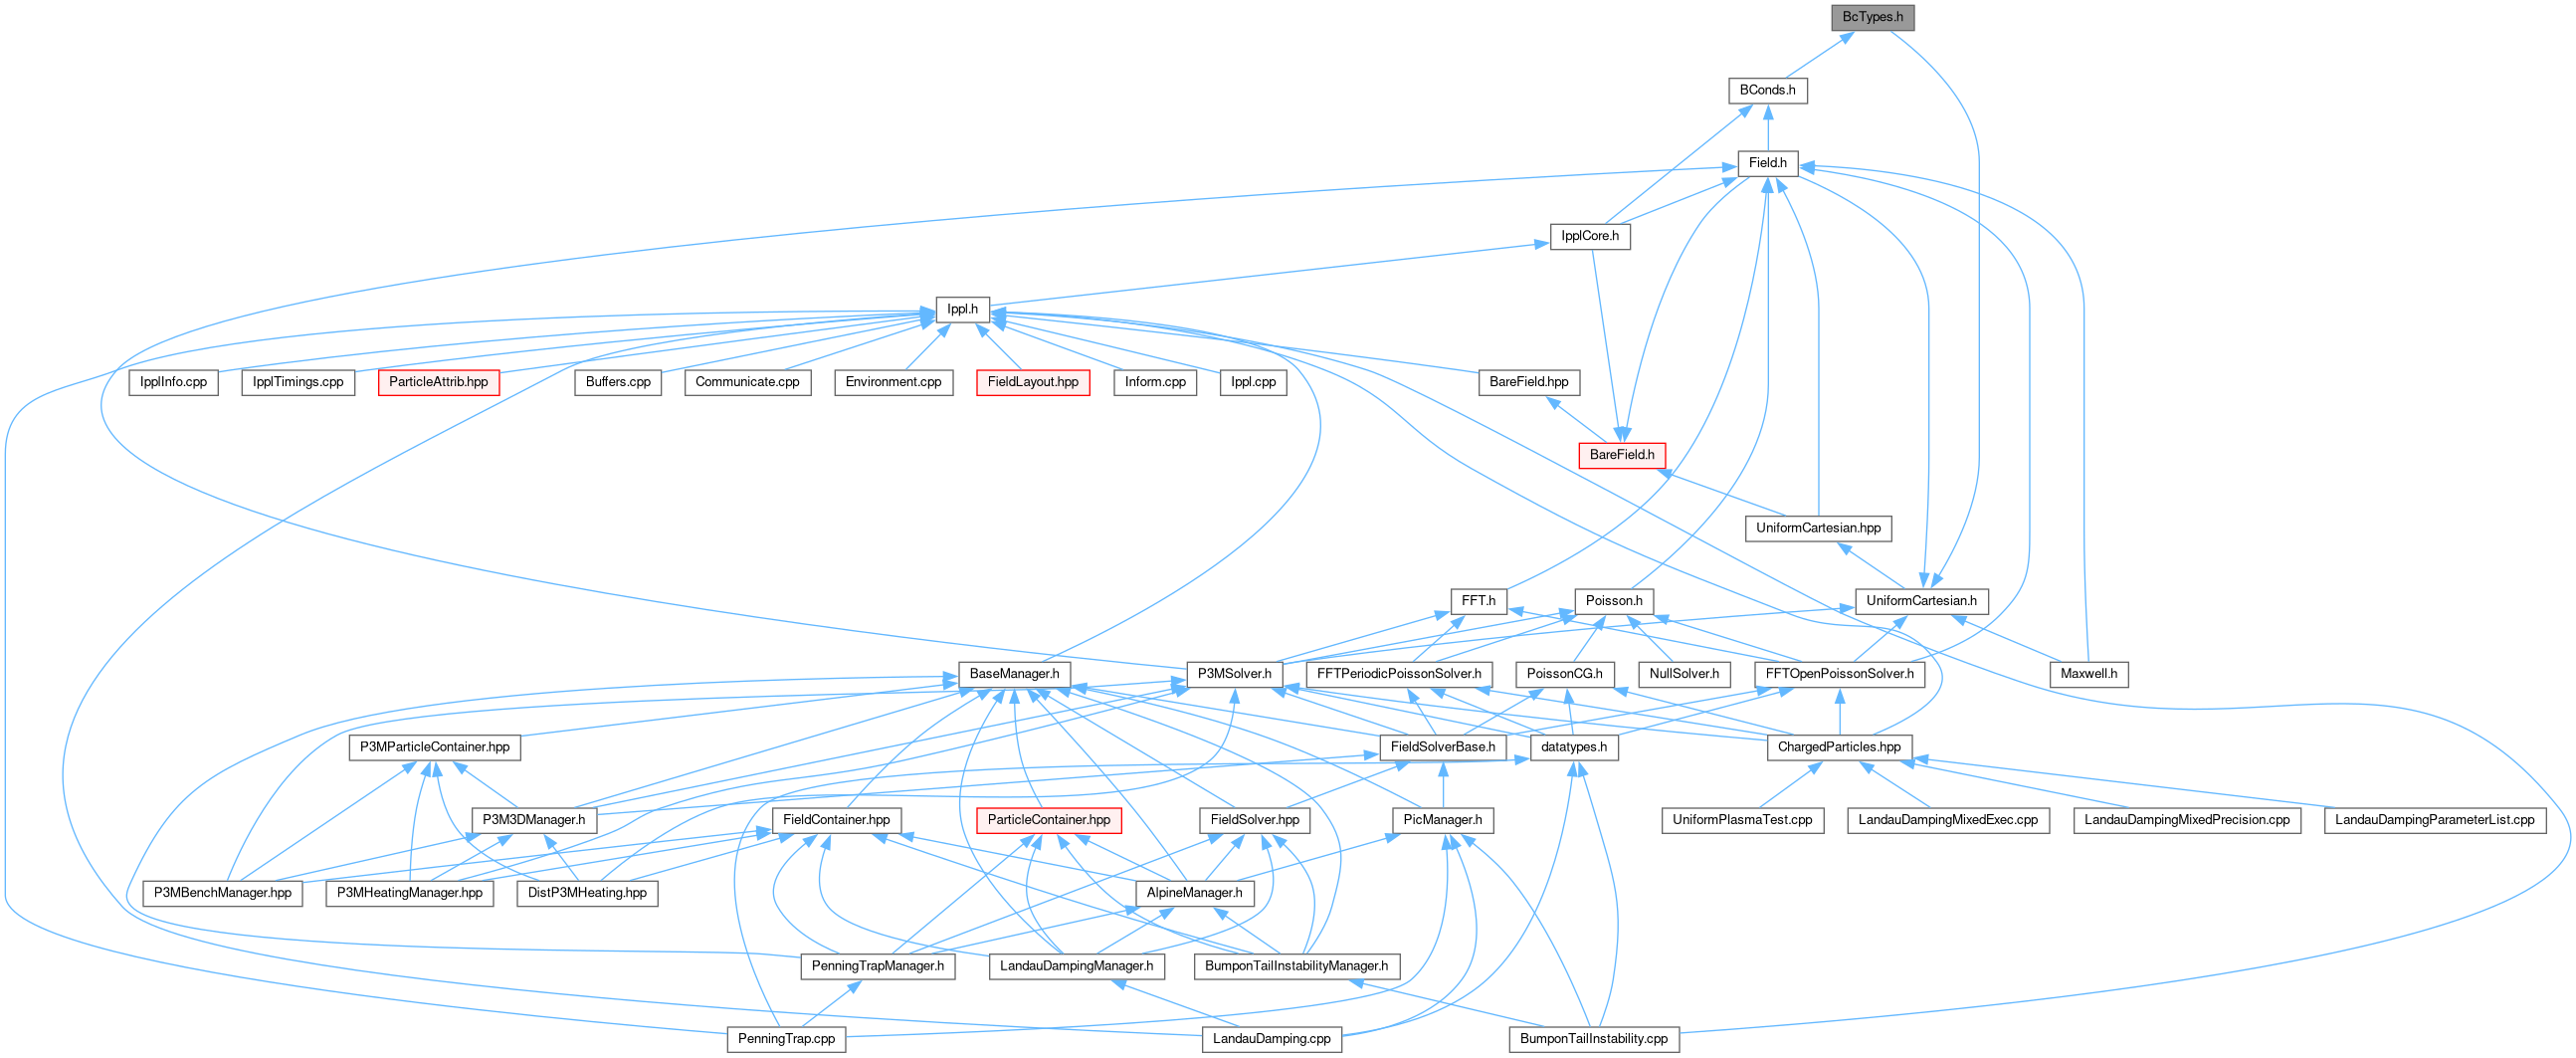 BcTypes.h
BConds.h
Field.h
IpplCore.h
Ippl.h
IpplInfo.cpp
IpplTimings.cpp
ParticleAttrib.hpp
Buffers.cpp
Communicate.cpp
Environment.cpp
FieldLayout.hpp
Inform.cpp
Ippl.cpp
BareField.hpp
BareField.h
UniformCartesian.hpp
FFT.h
Poisson.h
UniformCartesian.h
BaseManager.h
P3MSolver.h
FFTPeriodicPoissonSolver.h
PoissonCG.h
NullSolver.h
FFTOpenPoissonSolver.h
Maxwell.h
P3MParticleContainer.hpp
FieldSolverBase.h
datatypes.h
ChargedParticles.hpp
P3M3DManager.h
FieldContainer.hpp
ParticleContainer.hpp
FieldSolver.hpp
PicManager.h
UniformPlasmaTest.cpp
LandauDampingMixedExec.cpp
LandauDampingMixedPrecision.cpp
LandauDampingParameterList.cpp
P3MBenchManager.hpp
P3MHeatingManager.hpp
DistP3MHeating.hpp
AlpineManager.h
PenningTrapManager.h
LandauDampingManager.h
BumponTailInstabilityManager.h
PenningTrap.cpp
LandauDamping.cpp
BumponTailInstability.cpp